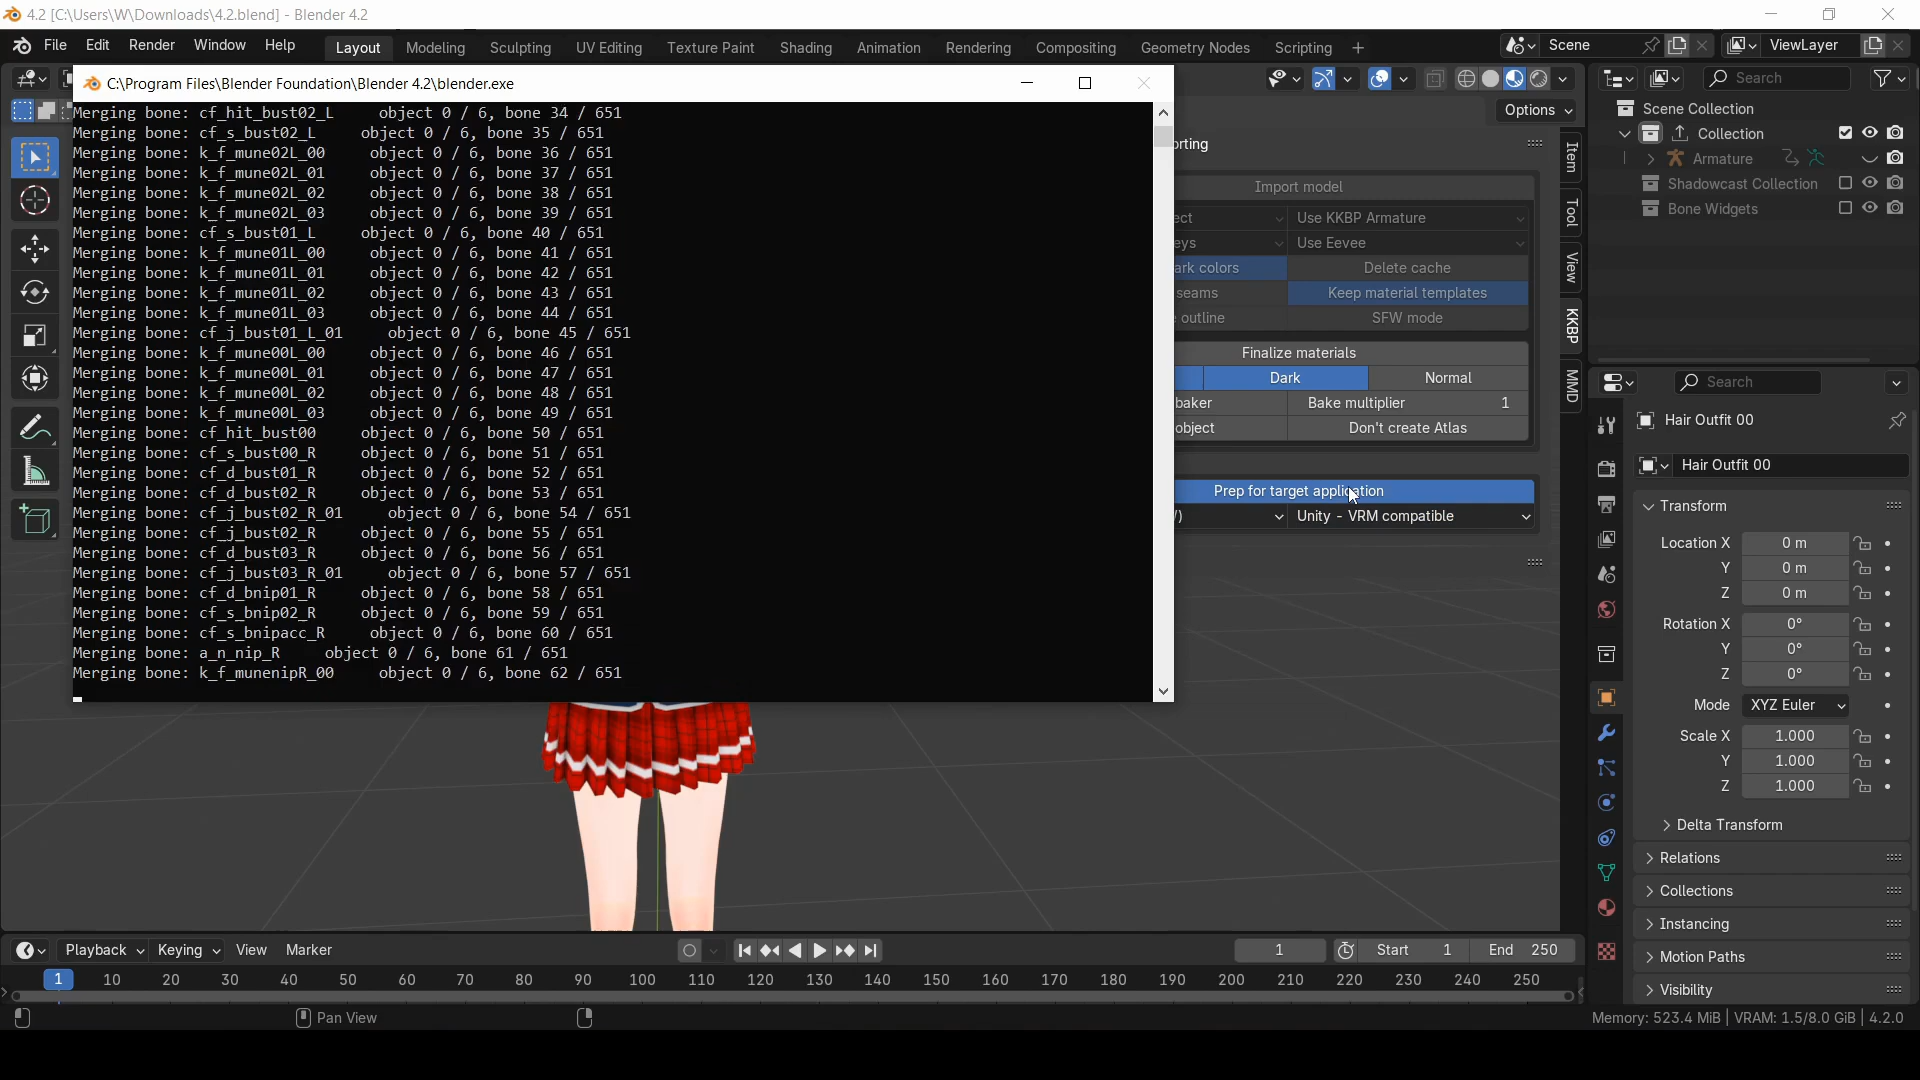 4.2 [C:\Users\W\Downloads\4.2.blend] - Blender 4.2
File Edit Render Window Help Layout Modeling Sculpting UV Editing Texture Paint Shading Animation Rendering Compositing Geometry Nodes Scripting + Scene ViewLayer
C:\Program Files\Blender Foundation\Blender 4.2\blender.exe
Search
Options
Merging bone: cf_hit_bust02_L object 0 / 6, bone 34 / 651
Merging bone: cf_s_bust02_L object 0 / 6, bone 35 / 651
Merging bone: k_f_mune02L_00 object 0 / 6, bone 36 / 651
Merging bone: k_f_mune02L_01 object 0 / 6, bone 37 / 651
Merging bone: k_f_mune02L_02 object 0 / 6, bone 38 / 651
Merging bone: k_f_mune02L_03 object 0 / 6, bone 39 / 651
Merging bone: cf_s_bust01_L object 0 / 6, bone 40 / 651
Merging bone: k_f_mune01L_00 object 0 / 6, bone 41 / 651
Merging bone: k_f_mune01L_01 object 0 / 6, bone 42 / 651
Merging bone: k_f_mune01L_02 object 0 / 6, bone 43 / 651
Merging bone: k_f_mune01L_03 object 0 / 6, bone 44 / 651
Merging bone: cf_j_bust01_L_01 object 0 / 6, bone 45 / 651
Merging bone: k_f_mune00L_00 object 0 / 6, bone 46 / 651
Merging bone: k_f_mune00L_01 object 0 / 6, bone 47 / 651
Merging bone: k_f_mune00L_02 object 0 / 6, bone 48 / 651
Merging bone: k_f_mune00L_03 object 0 / 6, bone 49 / 651
Merging bone: cf_hit_bust00 object 0 / 6, bone 50 / 651
Merging bone: cf_s_bust00_R object 0 / 6, bone 51 / 651
Merging bone: cf_d_bust01_R object 0 / 6, bone 52 / 651
Merging bone: cf_d_bust02_R object 0 / 6, bone 53 / 651
Merging bone: cf_j_bust02_R_01 object 0 / 6, bone 54 / 651
Merging bone: cf_j_bust02_R object 0 / 6, bone 55 / 651
Merging bone: cf_d_bust03_R object 0 / 6, bone 56 / 651
Merging bone: cf_j_bust03_R_01 object 0 / 6, bone 57 / 651
Merging bone: cf_d_bnip01_R object 0 / 6, bone 58 / 651
Merging bone: cf_s_bnip02_R object 0 / 6, bone 59 / 651
Merging bone: cf_s_bnipacc_R object 0 / 6, bone 60 / 651
Merging bone: a_n_nip_R object 0 / 6, bone 61 / 651
Merging bone: k_f_munenipR_00 object 0 / 6, bone 62 / 651
orting
Import model
ect Use KKBP Armature
eys Use Eevee
ark colors Delete cache
seams Keep material templates
outline SFW mode
Finalize materials
Dark Normal
baker Bake multiplier 1
object Don't create Atlas
Prep for target application
/) Unity - VRM compatible
Item
Tool
View
KKBP
MMD
Scene Collection
Collection
Armature
Shadowcast Collection
Bone Widgets
Search
Hair Outfit 00
Hair Outfit 00
Transform
Location X 0 m
Y 0 m
Z 0 m
Rotation X 0°
Y 0°
Z 0°
Mode XYZ Euler
Scale X 1.000
Y 1.000
Z 1.000
Delta Transform
Relations
Collections
Instancing
Motion Paths
Visibility
Playback Keying View Marker 1 Start 1 End 250
1 10 20 30 40 50 60 70 80 90 100 110 120 130 140 150 160 170 180 190 200 210 220 230 240 250
Pan View
Memory: 523.4 MiB | VRAM: 1.5/8.0 GiB | 4.2.0